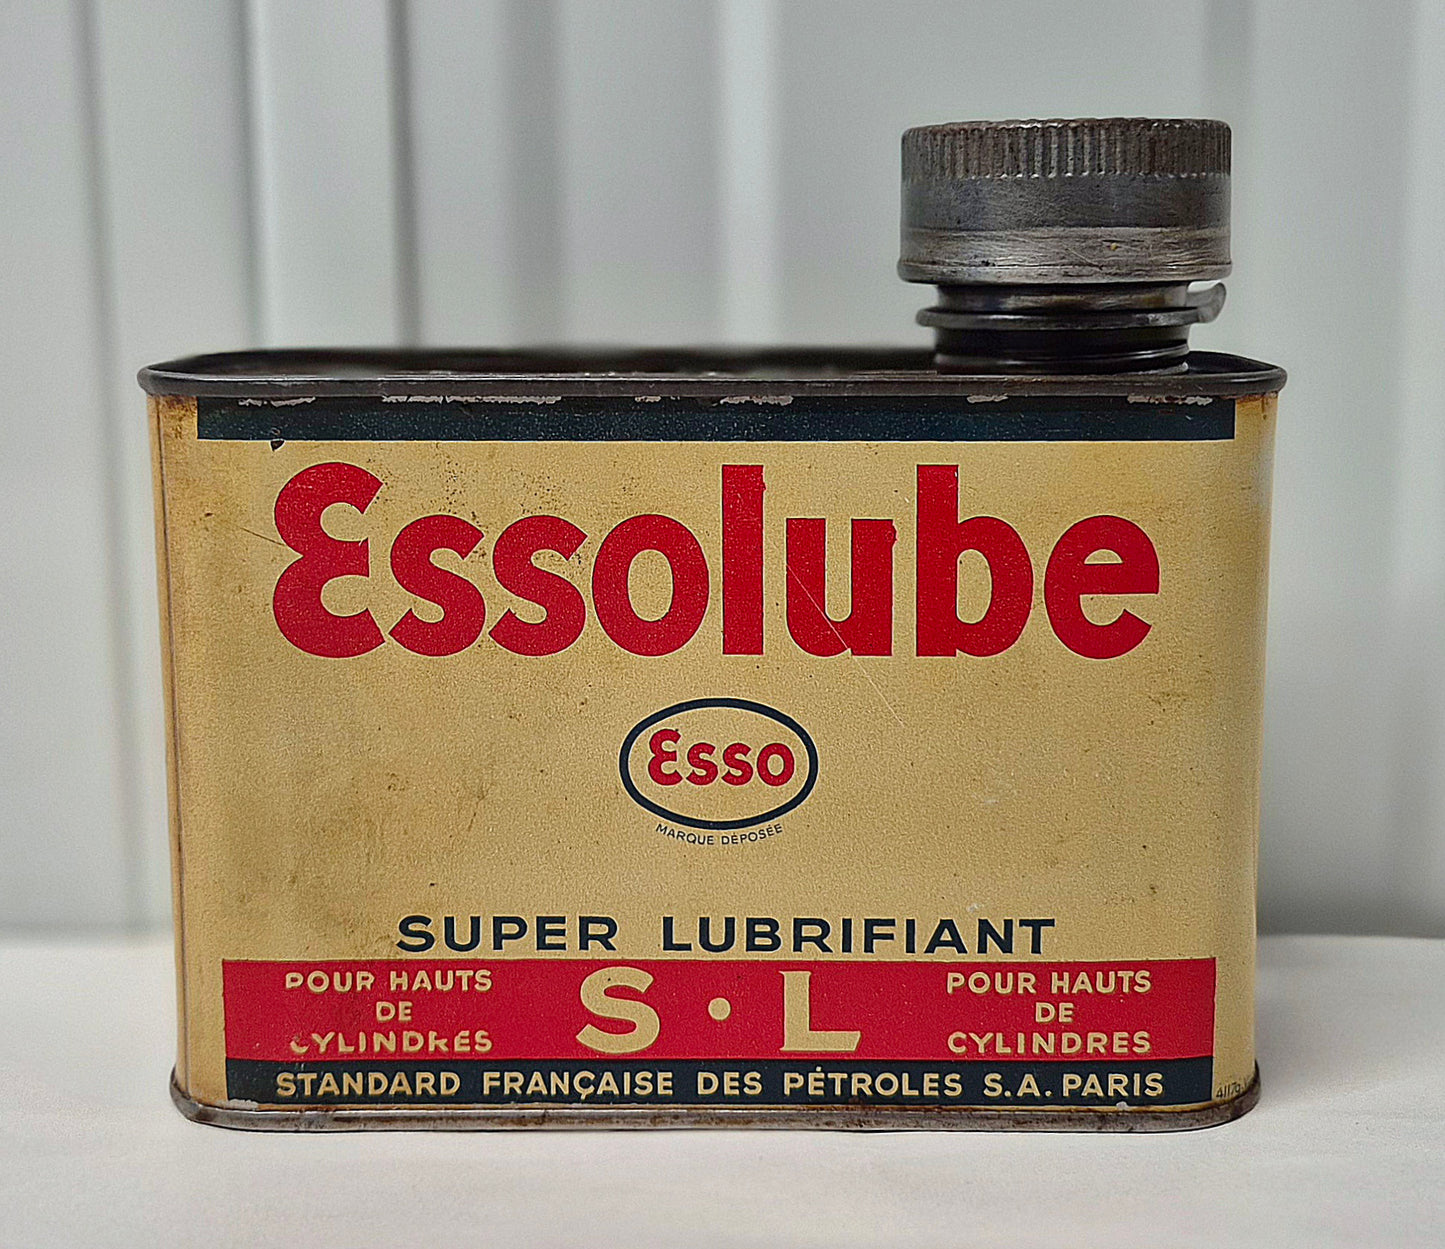 Essolube
Esso
MARQUE DÉPOSÉE
SUPER LUBRIFIANT
POUR HAUTS
DE
CYLINDRES
S·L
POUR HAUTS
DE
CYLINDRES
STANDARD FRANÇAISE DES PÉTROLES S.A. PARIS